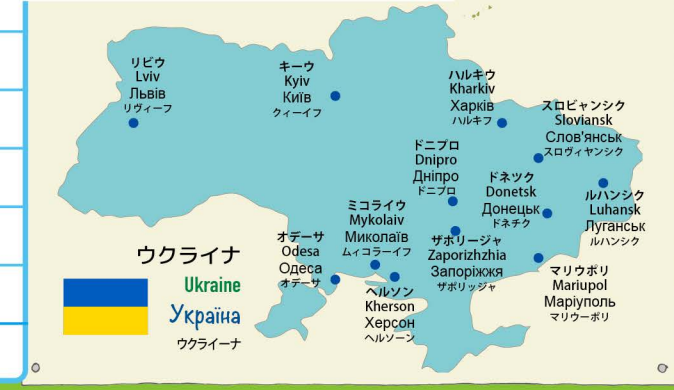 リビウ
Lviv
Львів
リヴィーフ
キーウ
Kyiv
Київ
クィーイフ
ハルキウ
Kharkiv
Харків
ハルキフ
スロビャンシク
Sloviansk
Слов'янськ
スロヴィヤンシク
ドニプロ
Dnipro
Дніпро
ドニプロ
ドネツク
Donetsk
Донецьк
ドネチク
ルハンシク
Luhansk
Луганськ
ルハンシク
ミコライウ
Mykolaiv
Миколаїв
ムィコラーイフ
オデーサ
Odesa
Одеса
オデーサ
ザポリージャ
Zaporizhzhia
Запоріжжя
ザポリッジャ
ヘルソン
Kherson
Херсон
ヘルソーン
マリウポリ
Mariupol
Маріуполь
マリウーポリ
ウクライナ
Ukraine
Україна
ウクライーナ